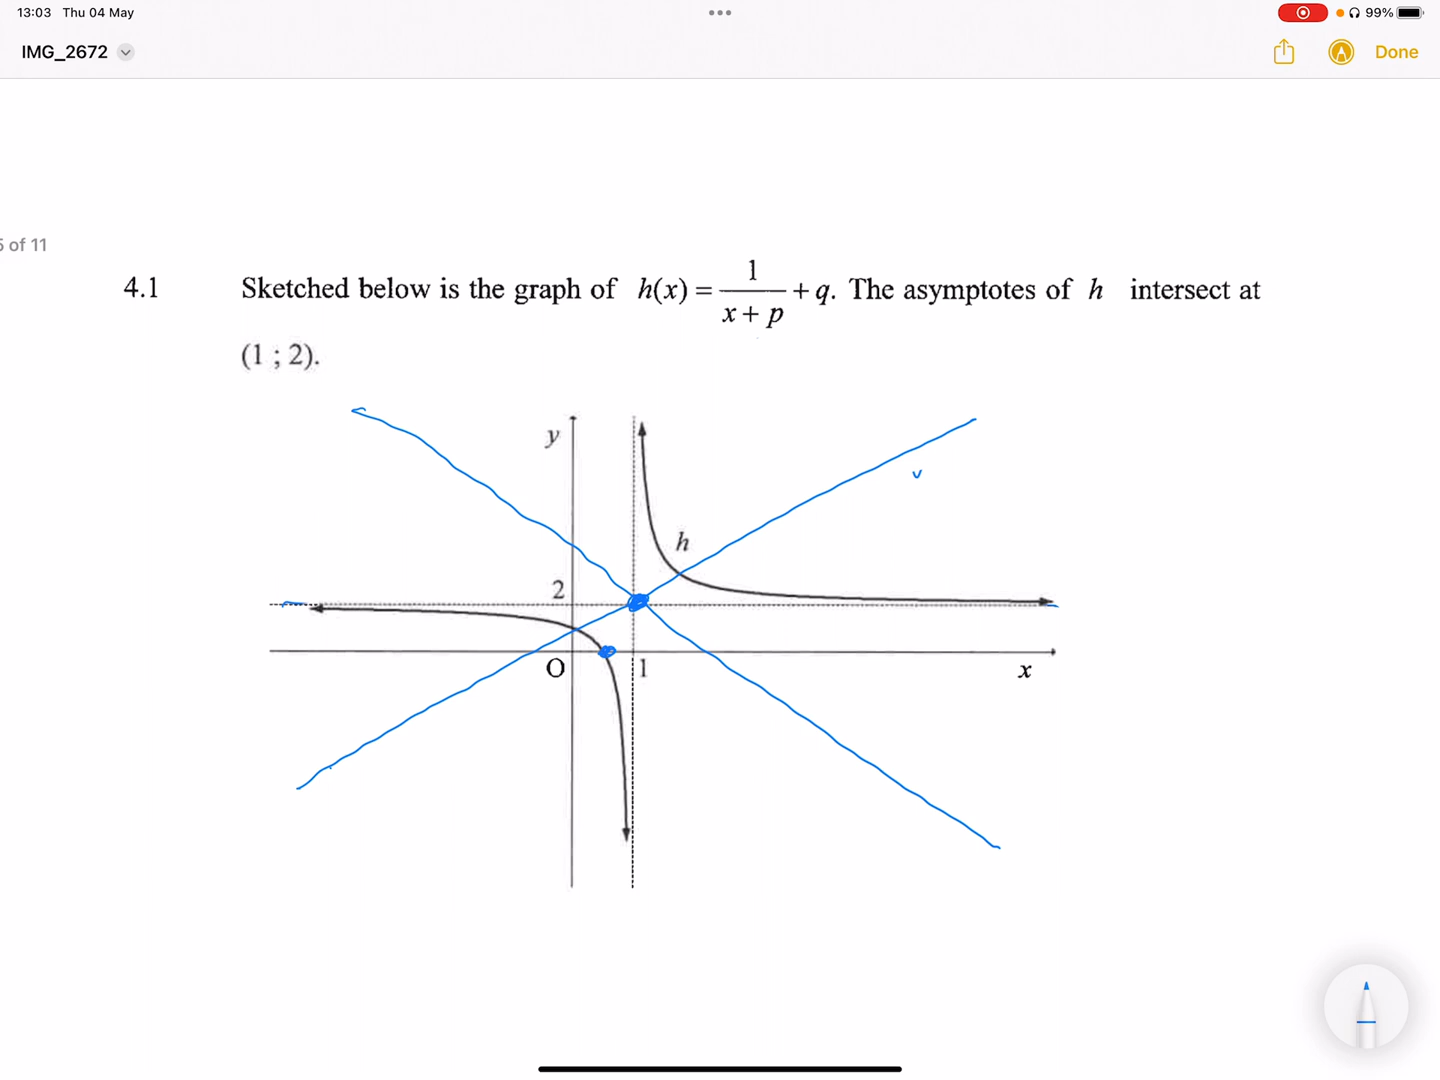 13:03 Thu 04 May
99%
IMG_2672
Done
of 11
4.1 Sketched below is the graph of h(x) = 1/(x + p) + q. The asymptotes of h intersect at
(1 ; 2).
y
h
2
O
1
x